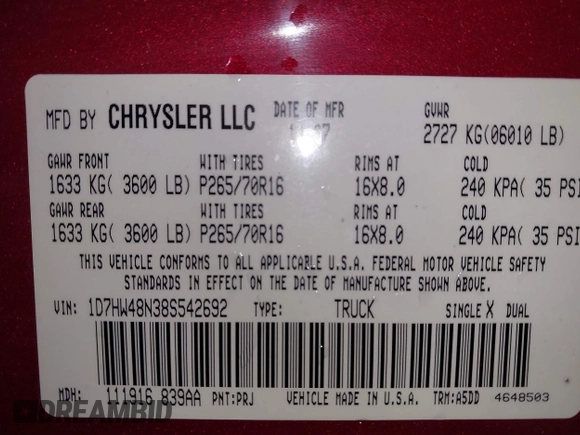 MFD BY CHRYSLER LLC DATE OF MFR GVWR
2727 KG(06010 LB)
GAWR FRONT WITH TIRES RIMS AT COLD
1633 KG( 3600 LB) P265/70R16 16X8.0 240 KPA( 35 PSI
GAWR REAR WITH TIRES RIMS AT COLD
1633 KG( 3600 LB) P265/70R16 16X8.0 240 KPA( 35 PSI
THIS VEHICLE CONFORMS TO ALL APPLICABLE U.S.A. FEDERAL MOTOR VEHICLE SAFETY
STANDARDS IN EFFECT ON THE DATE OF MANUFACTURE SHOWN ABOVE.
VIN: 1D7HW48N38S542692 TYPE: TRUCK SINGLE X DUAL
MDH: 111916 839AA PNT: PRJ VEHICLE MADE IN U.S.A. TRM: A5DD 4648503
DREAMBID